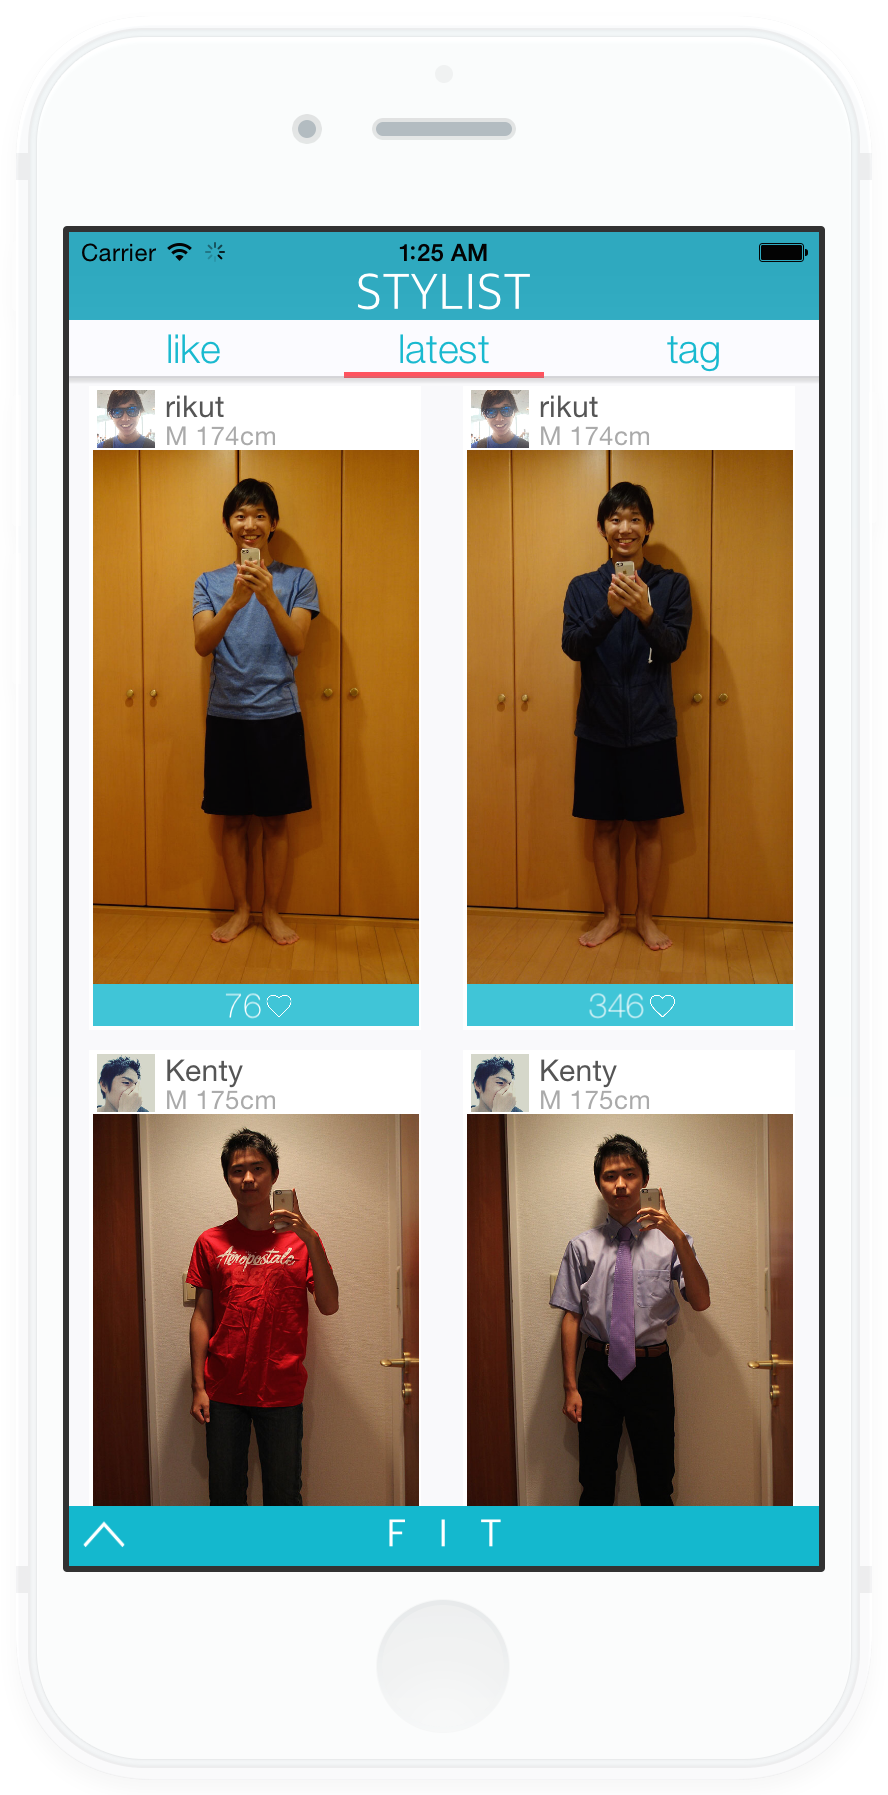 Carrier 1:25 AM
STYLIST
like latest tag
rikut
M 174cm
76
rikut
M 174cm
346
Kenty
M 175cm
Aéropostale
Kenty
M 175cm
F I T